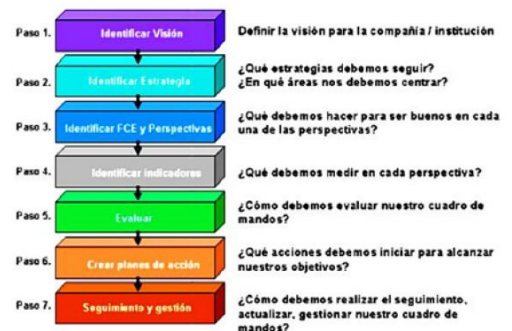 Paso 1.
Identificar Visión
Definir la visión para la compañía / institución
Paso 2.
Identificar Estrategia
¿Qué estrategias debemos seguir?
¿En qué áreas nos debemos centrar?
Paso 3.
Identificar FCE y Perspectivas
¿Qué debemos hacer para ser buenos en cada
una de las perspectivas?
Paso 4.
Identificar indicadores
¿Qué debemos medir en cada perspectiva?
Paso 5.
Evaluar
¿Cómo debemos evaluar nuestro cuadro de
mandos?
Paso 6.
Crear planes de acción
¿Qué acciones debemos iniciar para alcanzar
nuestros objetivos?
Paso 7.
Seguimiento y gestión
¿Cómo debemos realizar el seguimiento,
actualizar, gestionar nuestro cuadro de
mandos?